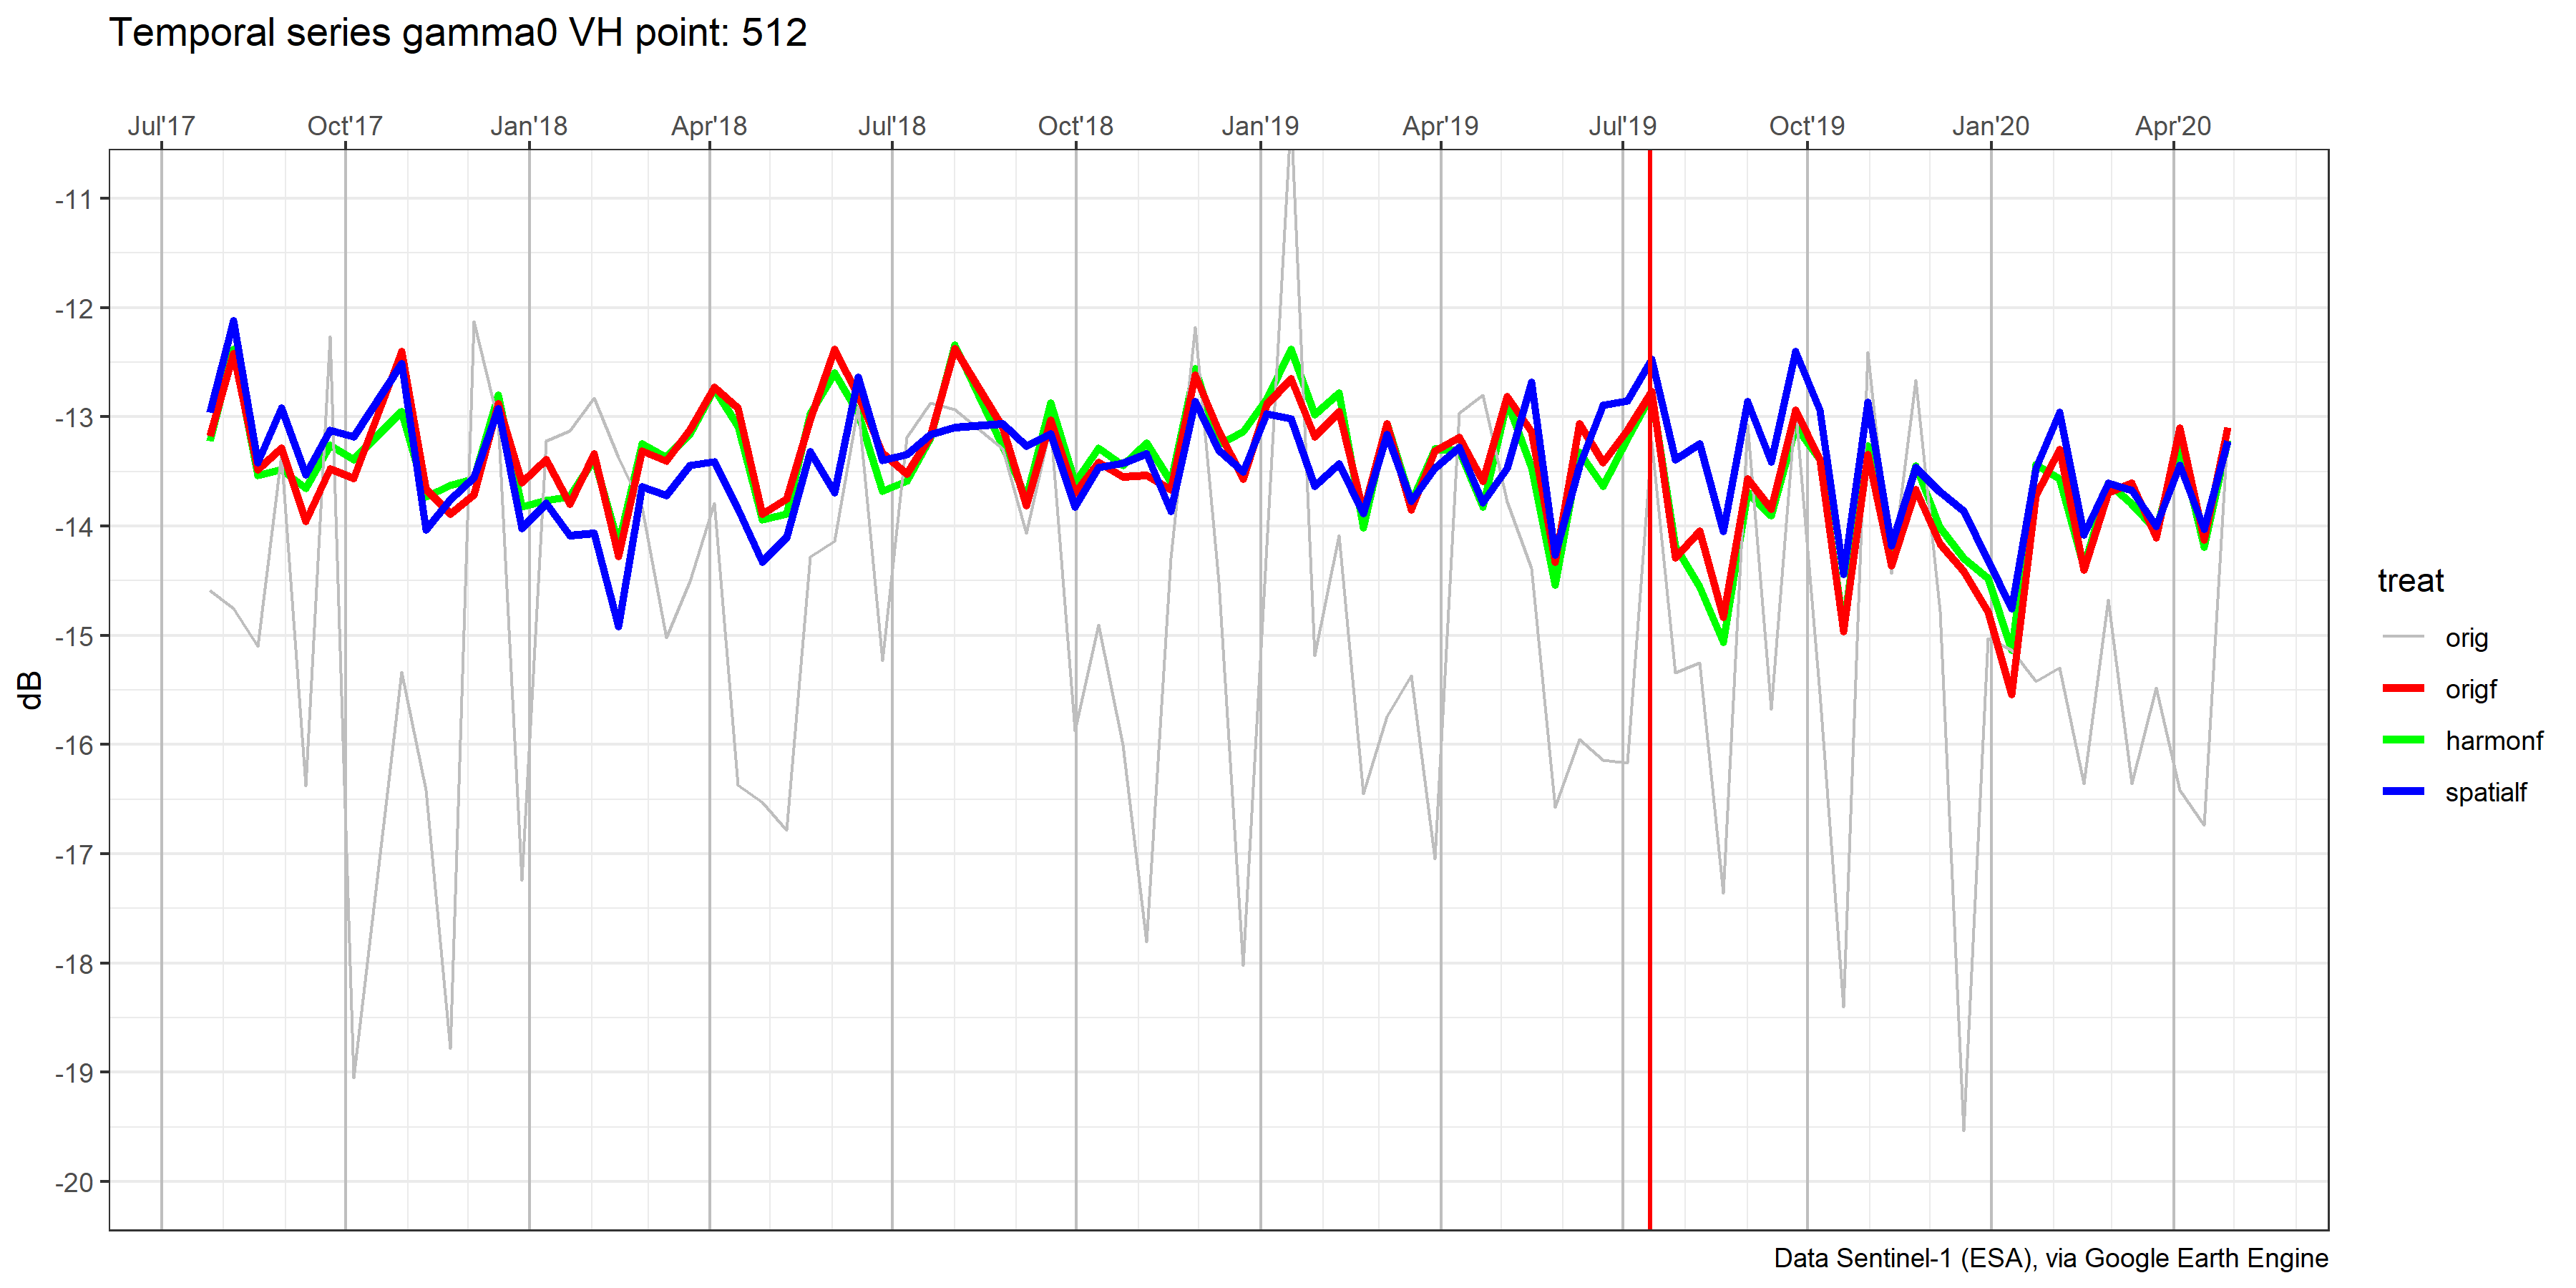 Temporal series gamma0 VH point: 512
Jul'17 Oct'17 Jan'18 Apr'18 Jul'18 Oct'18 Jan'19 Apr'19 Jul'19 Oct'19 Jan'20 Apr'20
-11
-12
-13
-14
-15
-16
-17
-18
-19
-20
dB
treat
orig
origf
harmonf
spatialf
Data Sentinel-1 (ESA), via Google Earth Engine